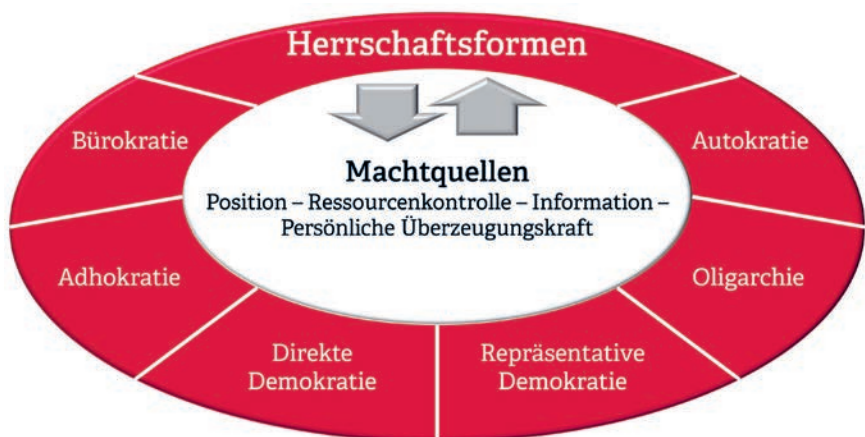 Herrschaftsformen
Bürokratie
Autokratie
Machtquellen
Position – Ressourcenkontrolle – Information –
Persönliche Überzeugungskraft
Adhokratie
Oligarchie
Direkte
Demokratie
Repräsentative
Demokratie